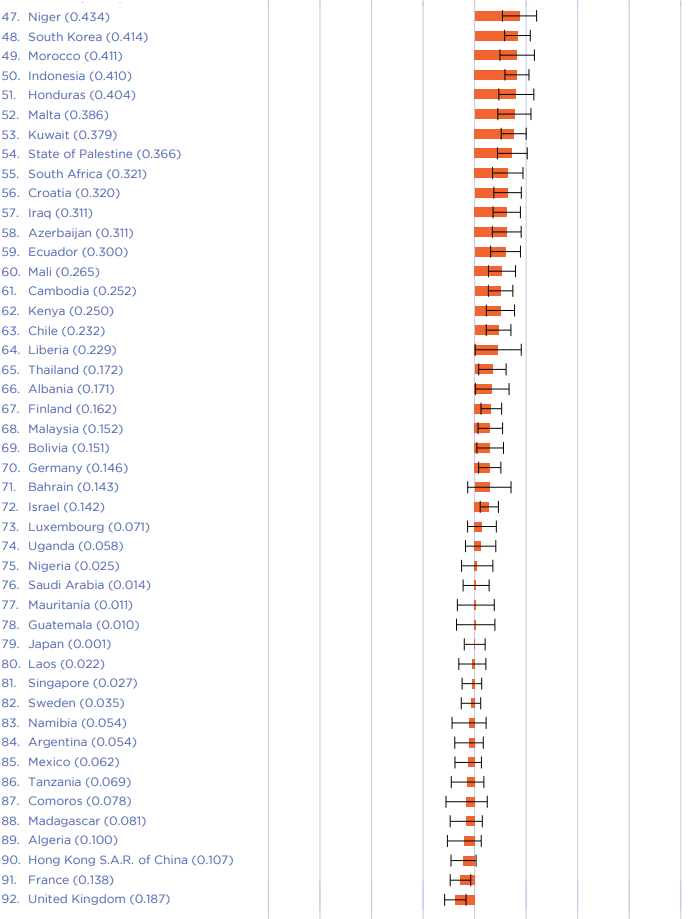 47. Niger (0.434)
48. South Korea (0.414)
49. Morocco (0.411)
50. Indonesia (0.410)
51. Honduras (0.404)
52. Malta (0.386)
53. Kuwait (0.379)
54. State of Palestine (0.366)
55. South Africa (0.321)
56. Croatia (0.320)
57. Iraq (0.311)
58. Azerbaijan (0.311)
59. Ecuador (0.300)
60. Mali (0.265)
61. Cambodia (0.252)
62. Kenya (0.250)
63. Chile (0.232)
64. Liberia (0.229)
65. Thailand (0.172)
66. Albania (0.171)
67. Finland (0.162)
68. Malaysia (0.152)
69. Bolivia (0.151)
70. Germany (0.146)
71. Bahrain (0.143)
72. Israel (0.142)
73. Luxembourg (0.071)
74. Uganda (0.058)
75. Nigeria (0.025)
76. Saudi Arabia (0.014)
77. Mauritania (0.011)
78. Guatemala (0.010)
79. Japan (0.001)
80. Laos (0.022)
81. Singapore (0.027)
82. Sweden (0.035)
83. Namibia (0.054)
84. Argentina (0.054)
85. Mexico (0.062)
86. Tanzania (0.069)
87. Comoros (0.078)
88. Madagascar (0.081)
89. Algeria (0.100)
90. Hong Kong S.A.R. of China (0.107)
91. France (0.138)
92. United Kingdom (0.187)